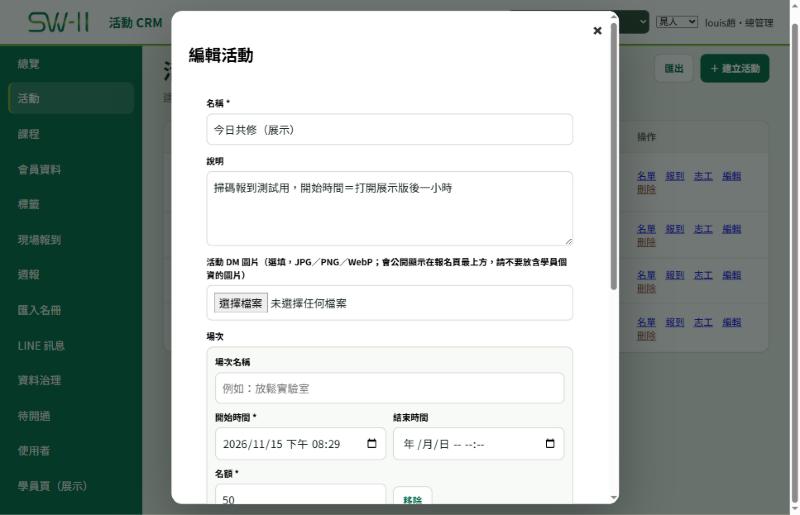 SW-II 活動 CRM
晁人
louis趙・總管理
總覽
活動
課程
會員資料
標籤
現場報到
週報
匯入名冊
LINE 訊息
資料治理
待開通
使用者
學員頁（展示）
匯出
＋ 建立活動
操作
名單 報到 志工 編輯
刪除
名單 報到 志工 編輯
刪除
名單 報到 志工 編輯
刪除
名單 報到 志工 編輯
刪除
×
編輯活動
名稱 *
今日共修（展示）
說明
掃碼報到測試用，開始時間＝打開展示版後一小時
活動 DM 圖片（選填，JPG／PNG／WebP；會公開顯示在報名頁最上方，請不要放含學員個
資的圖片）
選擇檔案 未選擇任何檔案
場次
場次名稱
例如：放鬆實驗室
開始時間 *
結束時間
2026/11/15 下午 08:29
年 /月/日 -- --:--
名額 *
50
移除